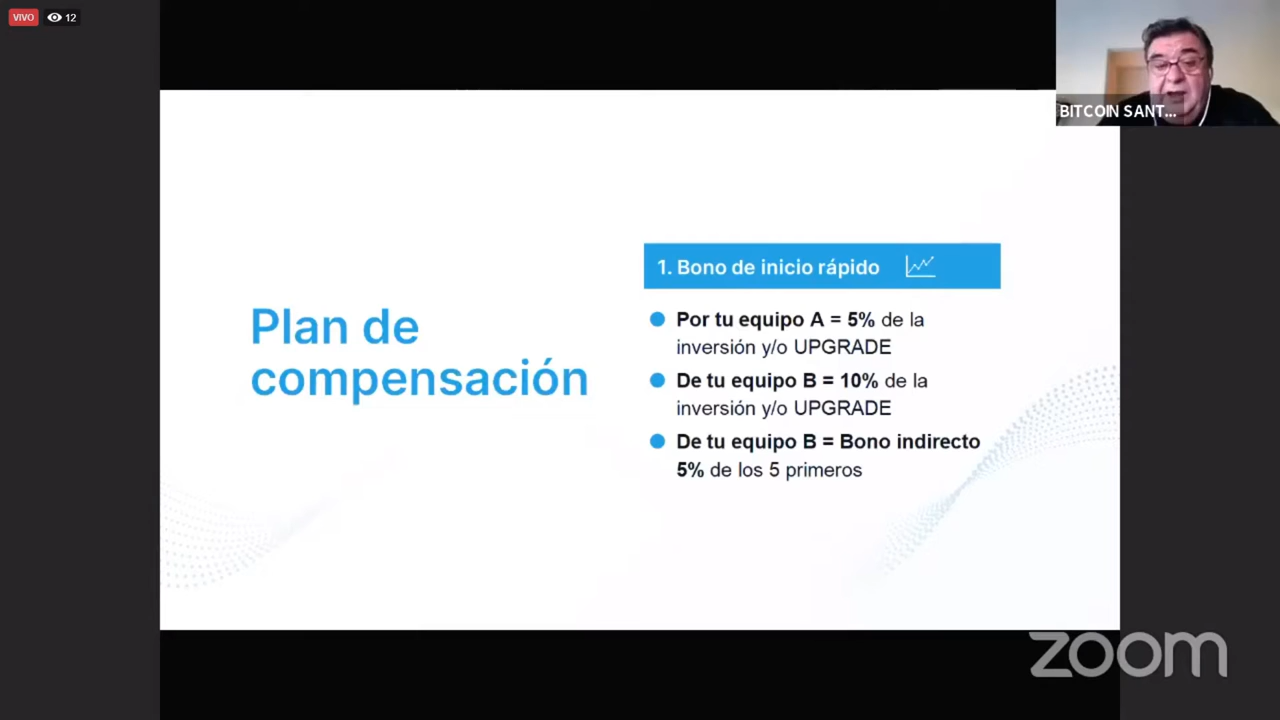 VIVO 12
BITCOIN SANT...
Plan de
compensación
1. Bono de inicio rápido
Por tu equipo A = 5% de la
inversión y/o UPGRADE
De tu equipo B = 10% de la
inversión y/o UPGRADE
De tu equipo B = Bono indirecto
5% de los 5 primeros
zoom